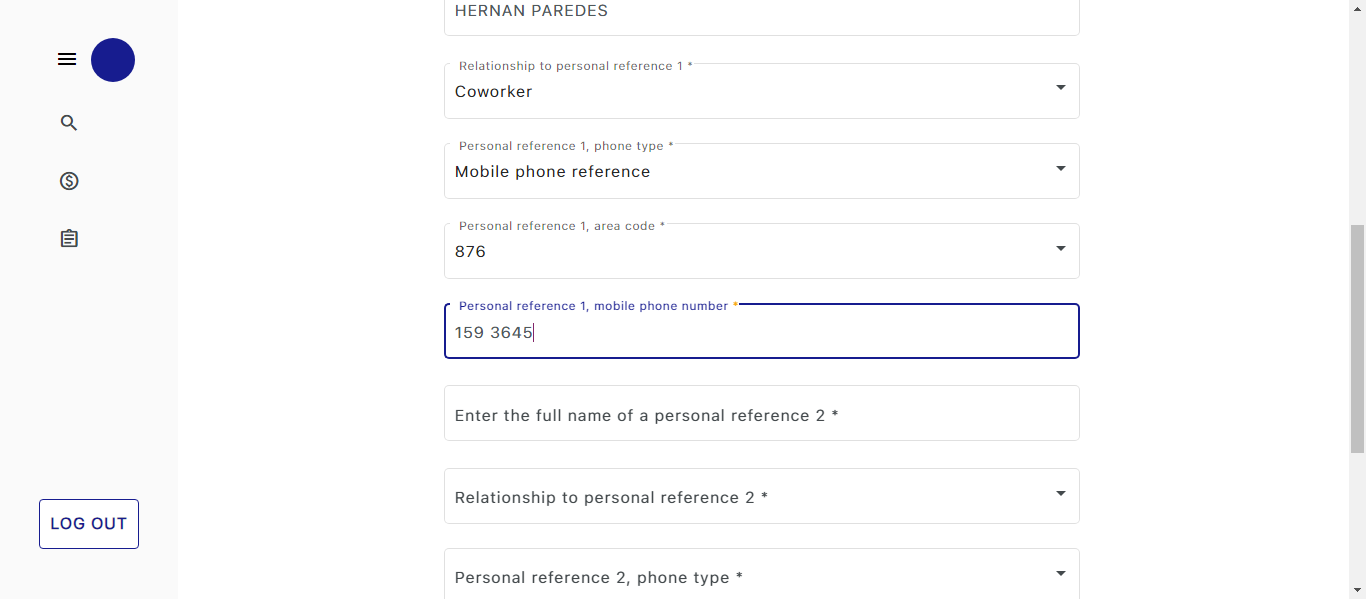 HERNAN PAREDES
Relationship to personal reference 1 *
Coworker
Personal reference 1, phone type *
Mobile phone reference
Personal reference 1, area code *
876
Personal reference 1, mobile phone number *
159 3645
Enter the full name of a personal reference 2 *
Relationship to personal reference 2 *
LOG OUT
Personal reference 2, phone type *